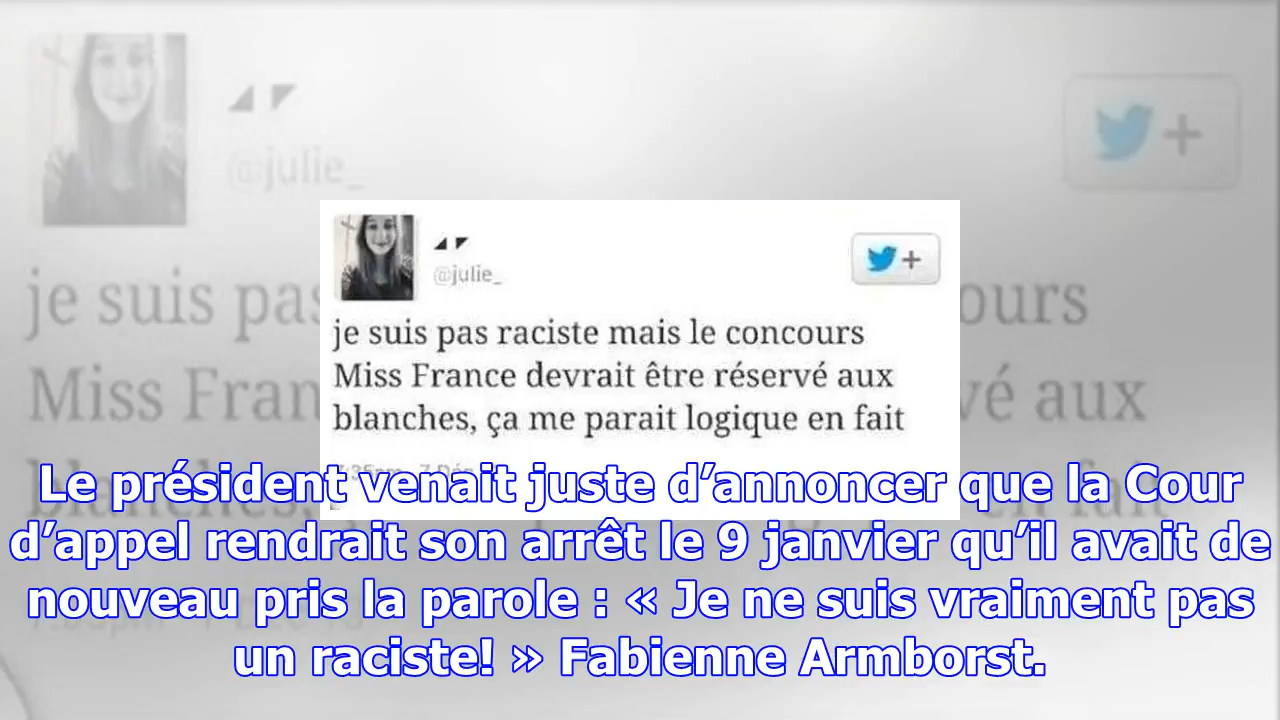 @julie_
je suis pas raciste mais le concours
Miss France devrait être réservé aux
blanches, ça me parait logique en fait
Le président venait juste d’annoncer que la Cour
d’appel rendrait son arrêt le 9 janvier qu’il avait de
nouveau pris la parole : « Je ne suis vraiment pas
un raciste! » Fabienne Armborst.